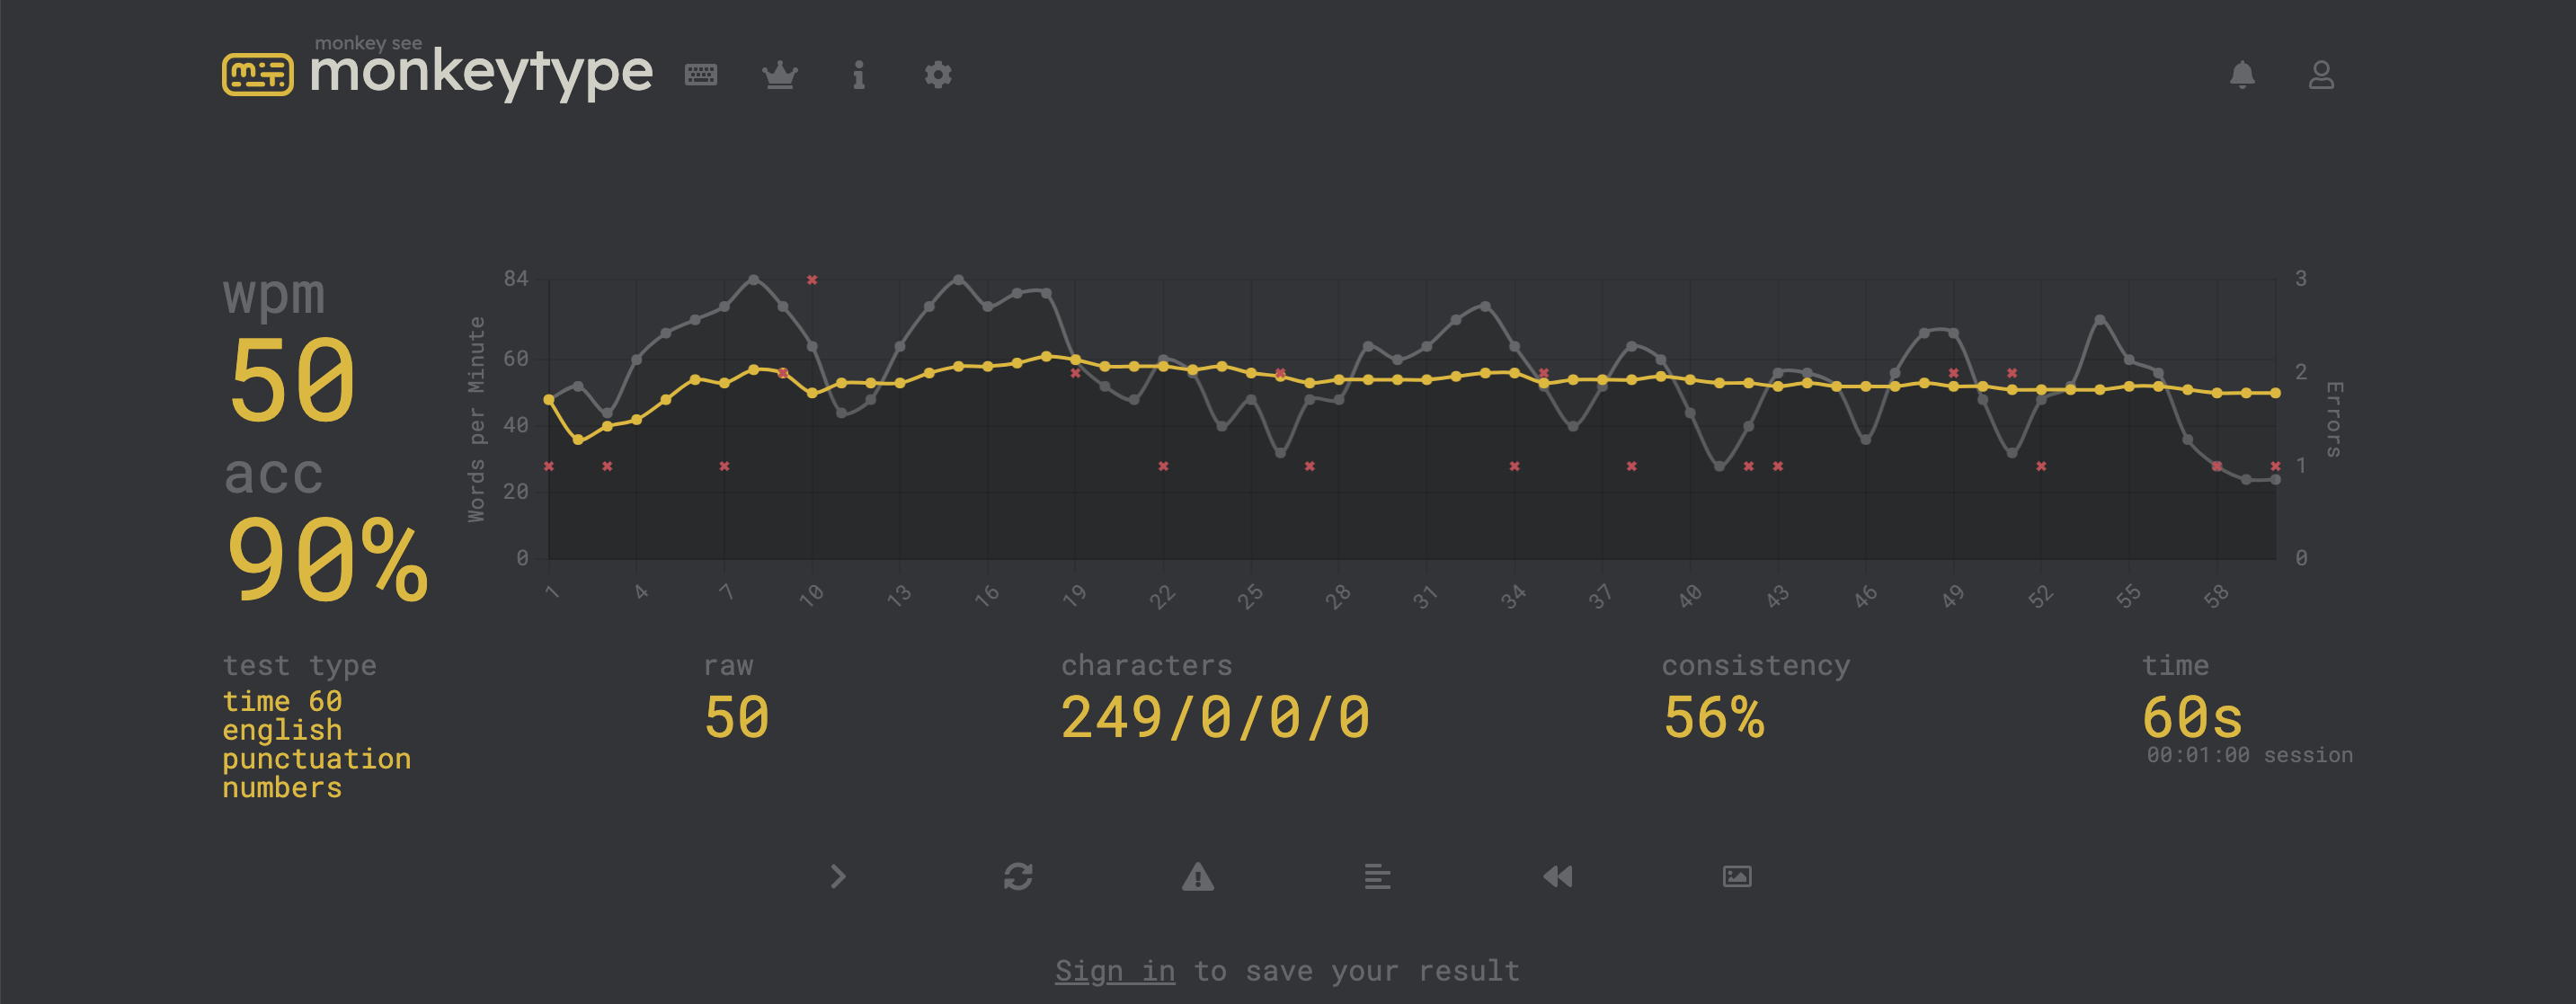 monkey see
monkeytype
wpm
50
acc
90%
Words per Minute
84
60
40
20
0
3
2
1
0
Errors
1 4 7 10 13 16 19 22 25 28 31 34 37 40 43 46 49 52 55 58
test type
time 60
english
punctuation
numbers
raw
50
characters
249/0/0/0
consistency
56%
time
60s
00:01:00 session
Sign in to save your result